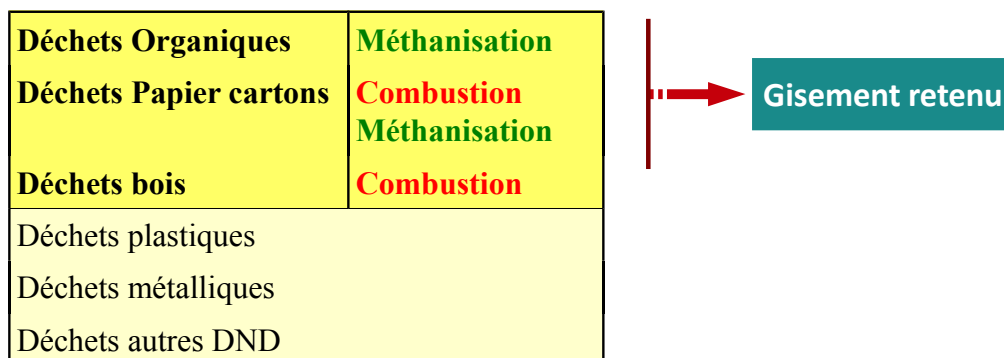 Déchets Organiques Méthanisation
Déchets Papier cartons Combustion
Méthanisation
Déchets bois Combustion
Déchets plastiques
Déchets métalliques
Déchets autres DND
Gisement retenu